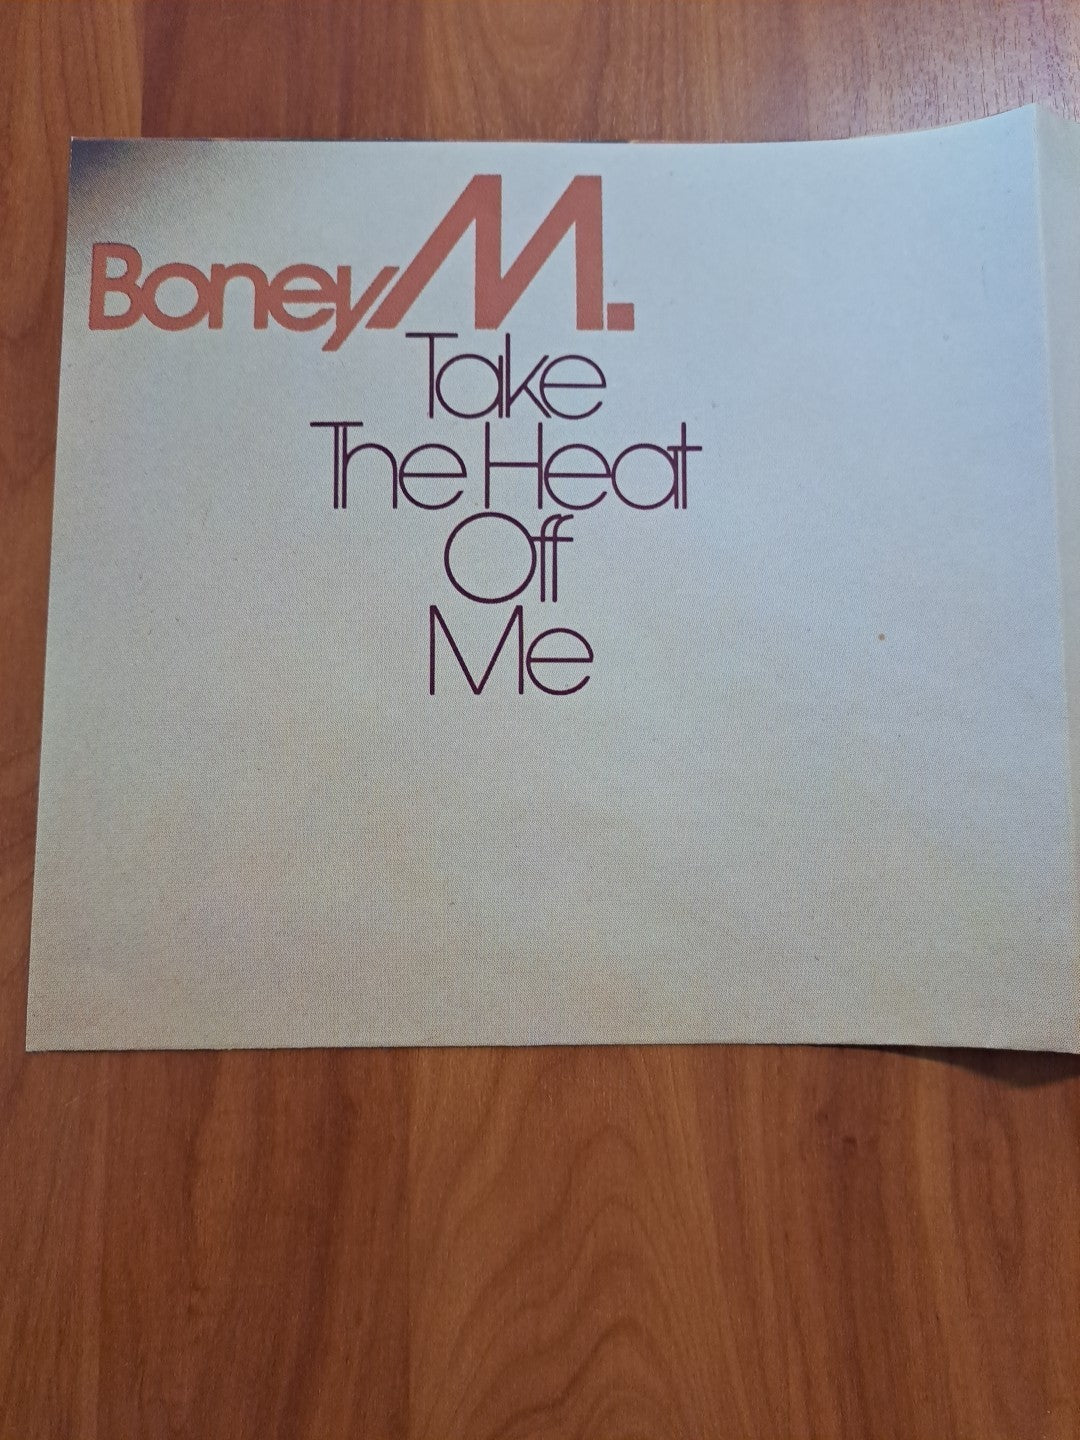 Boney M.
Take
The Heat
Off
Me